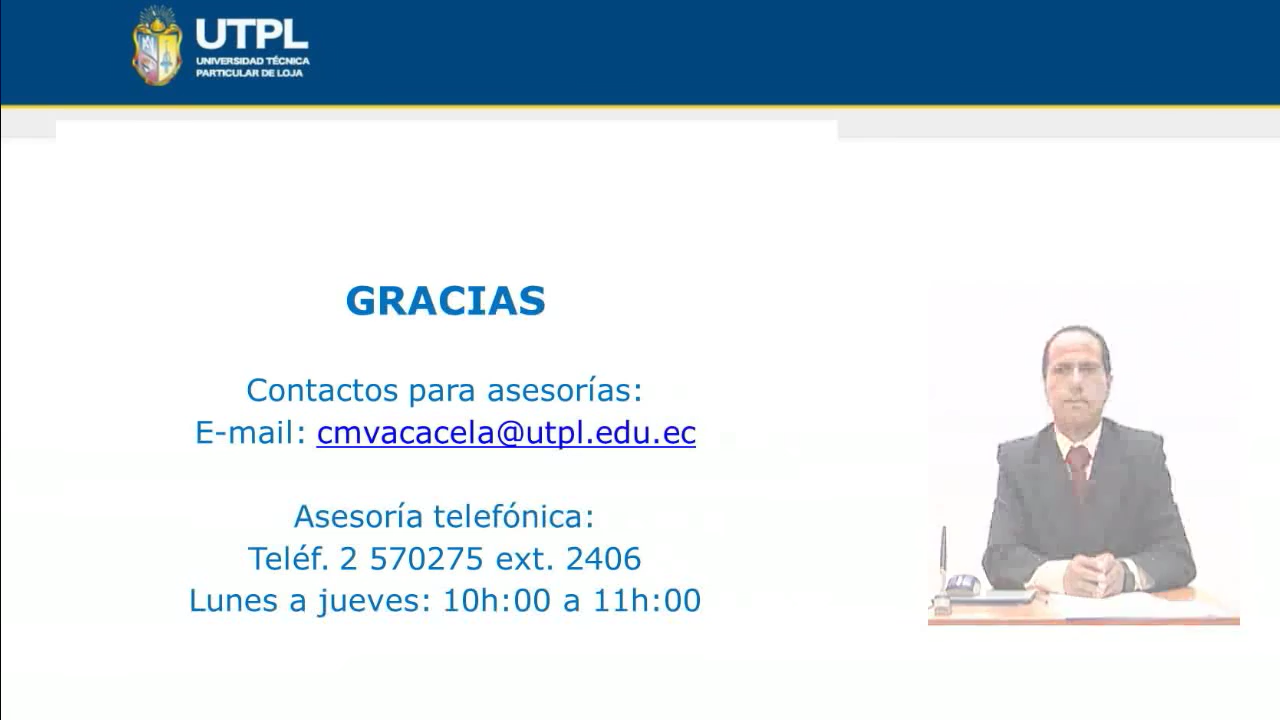 UTPL
UNIVERSIDAD TÉCNICA
PARTICULAR DE LOJA
GRACIAS
Contactos para asesorías:
E-mail: cmvacacela@utpl.edu.ec
Asesoría telefónica:
Teléf. 2 570275 ext. 2406
Lunes a jueves: 10h:00 a 11h:00